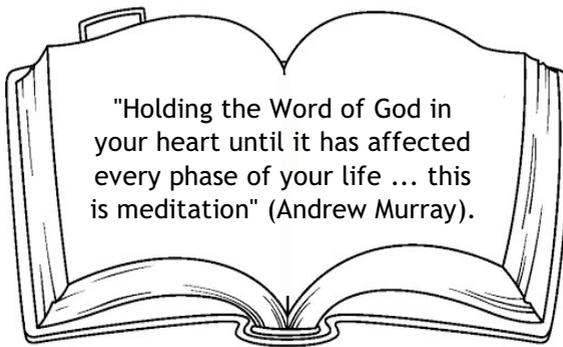 "Holding the Word of God in
your heart until it has affected
every phase of your life ... this
is meditation" (Andrew Murray).